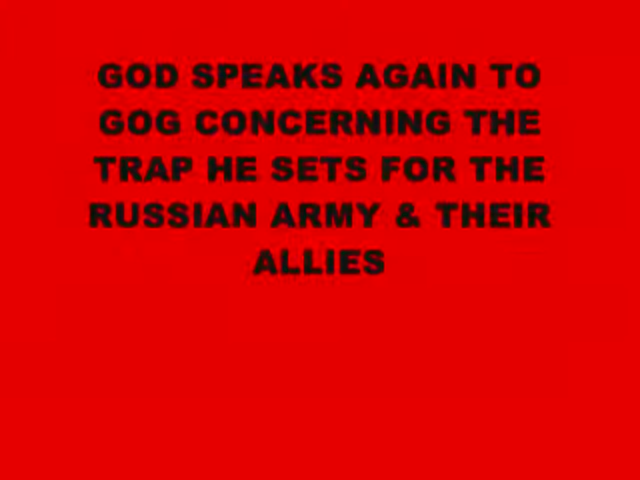 GOD SPEAKS AGAIN TO
GOG CONCERNING THE
TRAP HE SETS FOR THE
RUSSIAN ARMY & THEIR
ALLIES